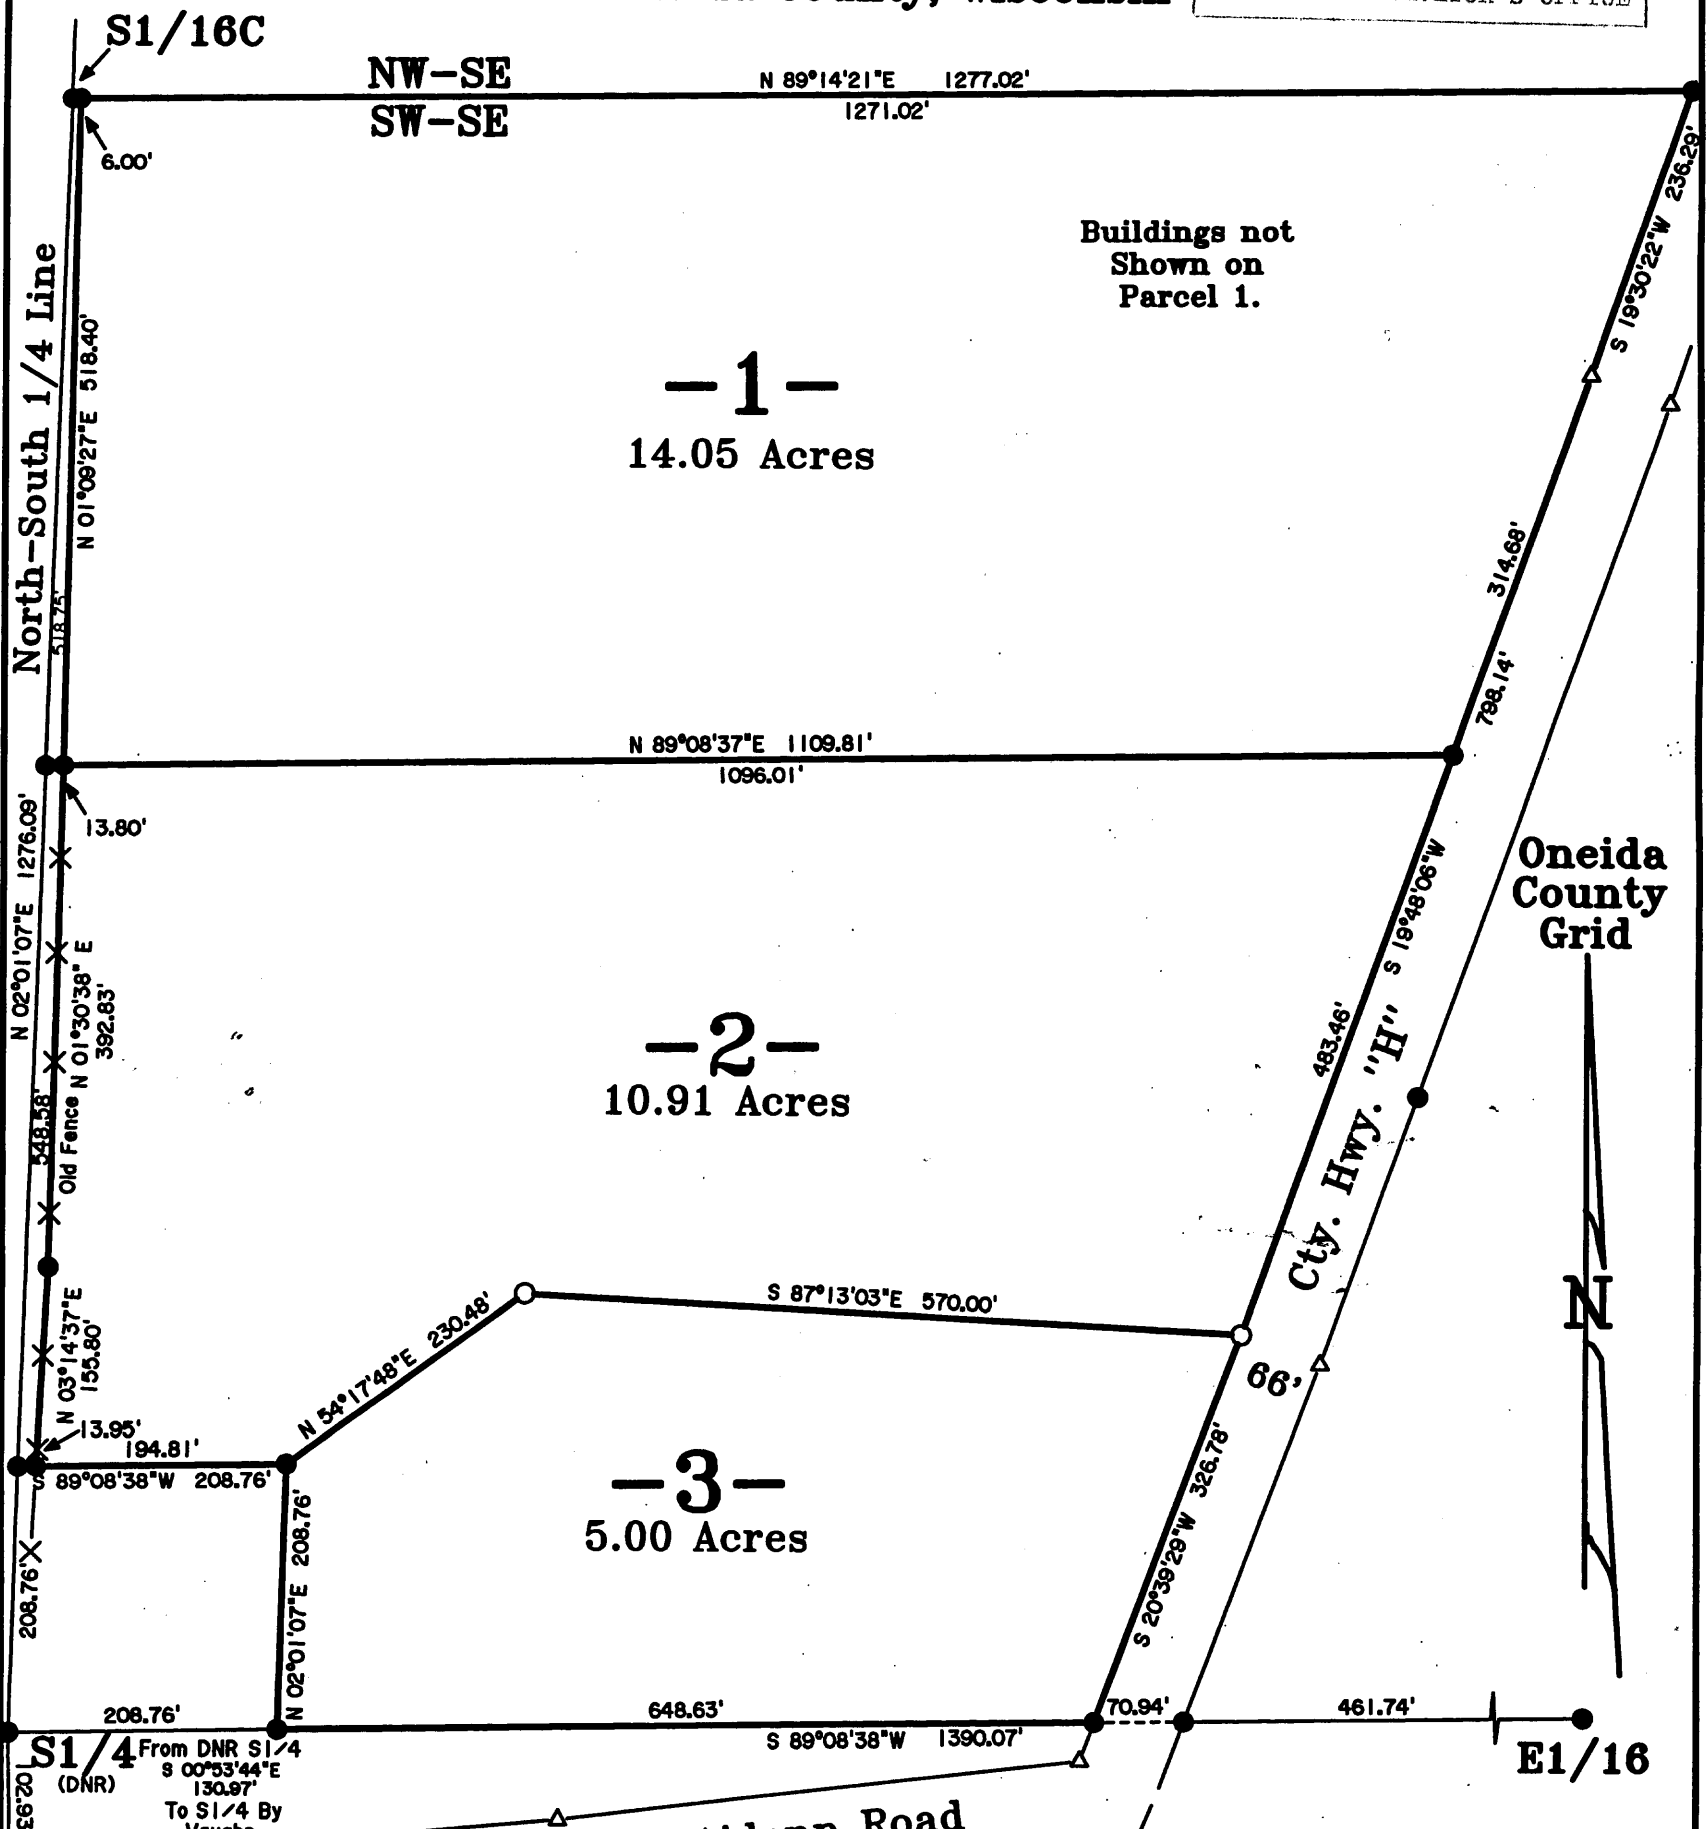 County, Wisconsin
S1/16C
NW-SE
N 89°14'21"E 1277.02'
SW-SE
1271.02'
6.00'
S 19°30'22"W 236.29'
Buildings not
Shown on
Parcel 1.
North-South 1/4 Line
N 01°09'27"E 518.40'
518.75'
-1-
14.05 Acres
314.68'
798.14'
N 89°08'37"E 1109.81'
1096.01'
13.80'
N 02°01'07"E 1276.09'
S 19°48'06"W
Oneida
County
Grid
Old Fence N 01°30'38" E
392.83'
548.58'
-2-
10.91 Acres
483.46'
Cty. Hwy. "H"
N 03°14'37"E
155.80'
N 54°17'48"E 230.48'
S 87°13'03"E 570.00'
N
66'
13.95'
194.81'
S 89°08'38"W 208.76'
-3-
5.00 Acres
S 20°39'29"W 326.78'
208.76'
N 02°01'07"E 208.76'
208.76'
648.63'
70.94'
461.74'
S 89°08'38"W 1390.07'
S1/4
(DNR)
From DNR S1/4
S 00°53'44"E
130.97'
To S1/4 By
E1/16
102.93
Road